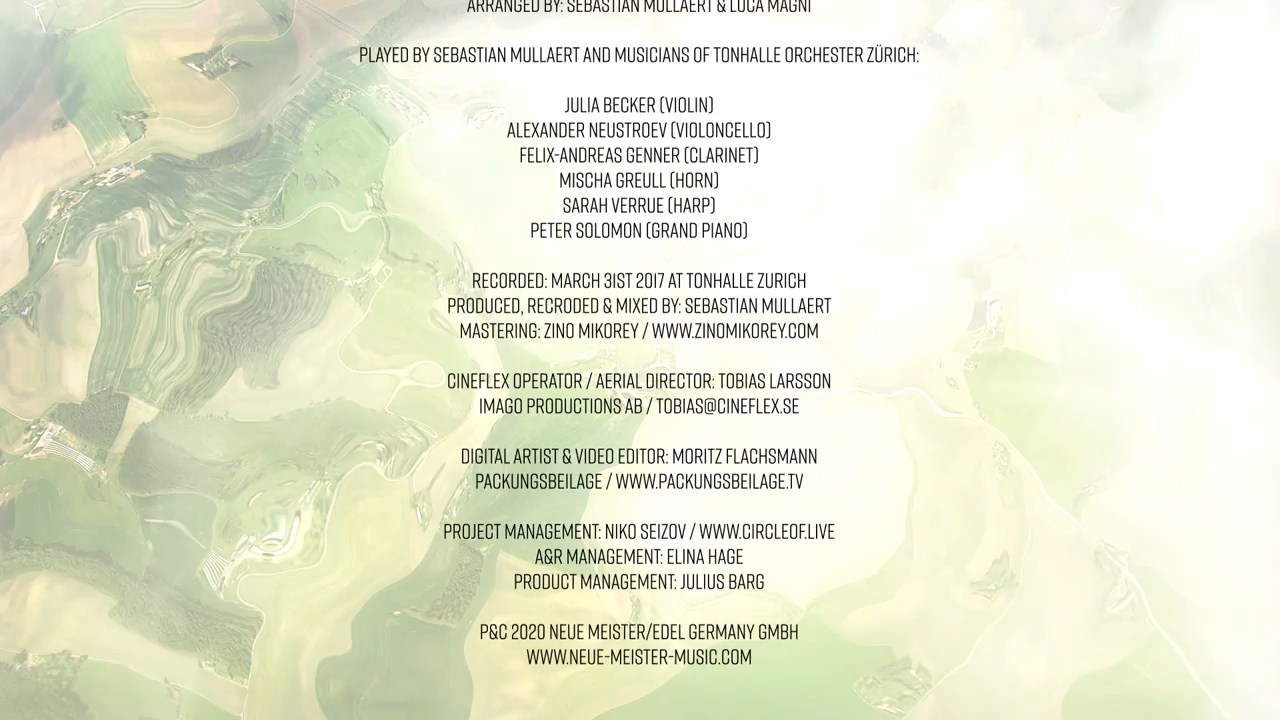 ARRANGED BY: SEBASTIAN MULLAERT & LUCA MAGNI
PLAYED BY SEBASTIAN MULLAERT AND MUSICIANS OF TONHALLE ORCHESTER ZÜRICH:
JULIA BECKER (VIOLIN)
ALEXANDER NEUSTROEV (VIOLONCELLO)
FELIX-ANDREAS GENNER (CLARINET)
MISCHA GREULL (HORN)
SARAH VERRUE (HARP)
PETER SOLOMON (GRAND PIANO)
RECORDED: MARCH 31ST 2017 AT TONHALLE ZURICH
PRODUCED, RECRODED & MIXED BY: SEBASTIAN MULLAERT
MASTERING: ZINO MIKOREY / WWW.ZINOMIKOREY.COM
CINEFLEX OPERATOR / AERIAL DIRECTOR: TOBIAS LARSSON
IMAGO PRODUCTIONS AB / TOBIAS@CINEFLEX.SE
DIGITAL ARTIST & VIDEO EDITOR: MORITZ FLACHSMANN
PACKUNGSBEILAGE / WWW.PACKUNGSBEILAGE.TV
PROJECT MANAGEMENT: NIKO SEIZOV / WWW.CIRCLEOF.LIVE
A&R MANAGEMENT: ELINA HAGE
PRODUCT MANAGEMENT: JULIUS BARG
P&C 2020 NEUE MEISTER/EDEL GERMANY GMBH
WWW.NEUE-MEISTER-MUSIC.COM